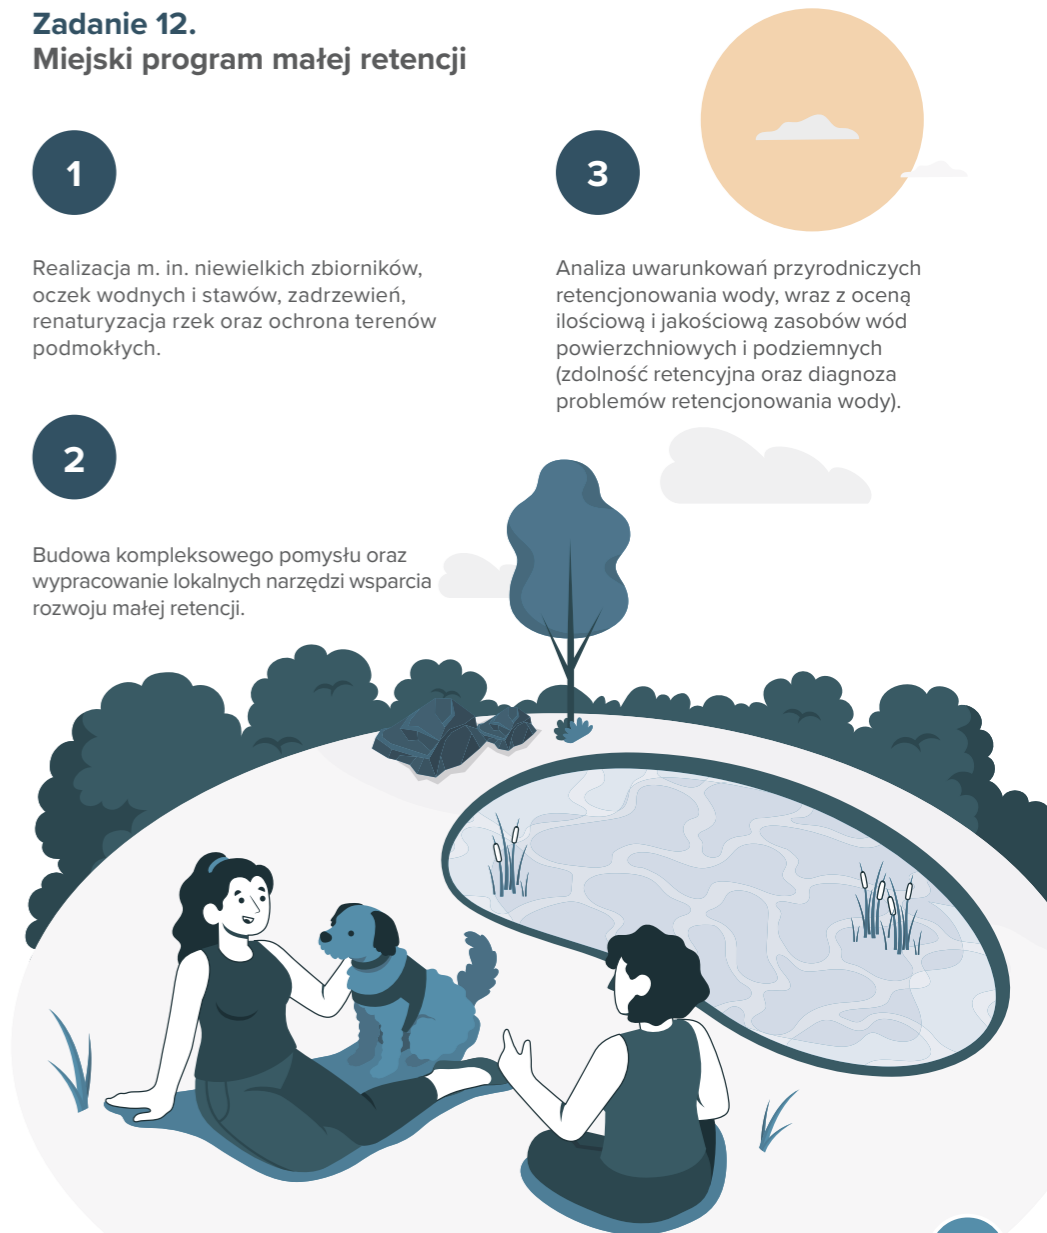 Zadanie 12.
Miejski program małej retencji
1
Realizacja m. in. niewielkich zbiorników,
oczek wodnych i stawów, zadrzewień,
renaturyzacja rzek oraz ochrona terenów
podmokłych.
2
Budowa kompleksowego pomysłu oraz
wypracowanie lokalnych narzędzi wsparcia
rozwoju małej retencji.
3
Analiza uwarunkowań przyrodniczych
retencjonowania wody, wraz z oceną
ilościową i jakościową zasobów wód
powierzchniowych i podziemnych
(zdolność retencyjna oraz diagnoza
problemów retencjonowania wody).